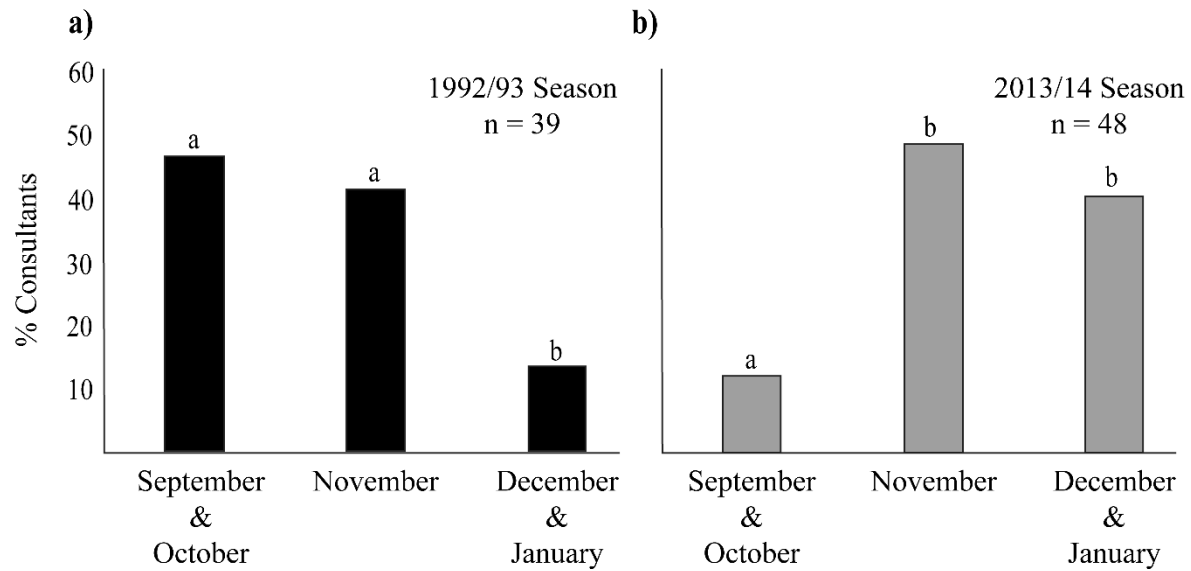 a)
% Consultants
60
50
40
30
20
10
1992/93 Season
n = 39
a
a
b
September
&
October
November
December
&
January
b)
2013/14 Season
n = 48
a
b
b
September
&
October
November
December
&
January